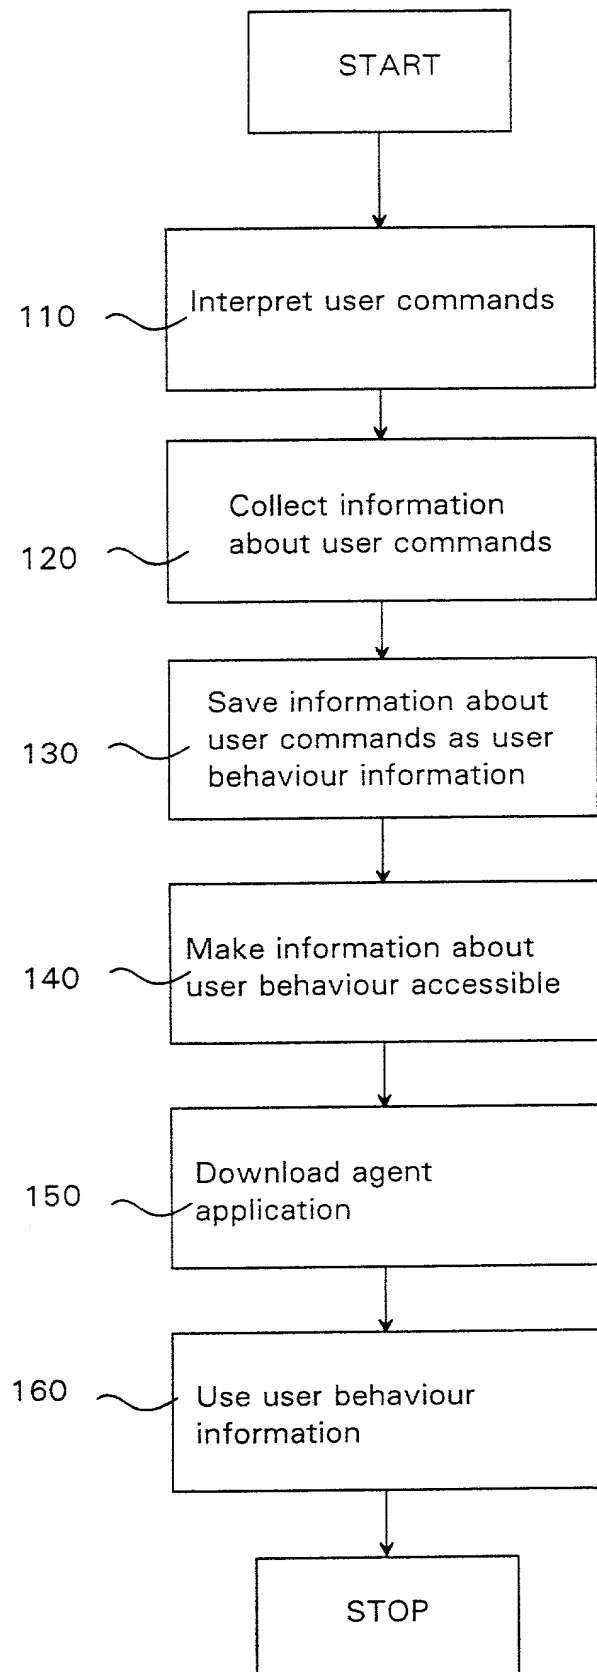 START
110
Interpret user commands
120
Collect information
about user commands
130
Save information about
user commands as user
behaviour information
140
Make information about
user behaviour accessible
150
Download agent
application
160
Use user behaviour
information
STOP